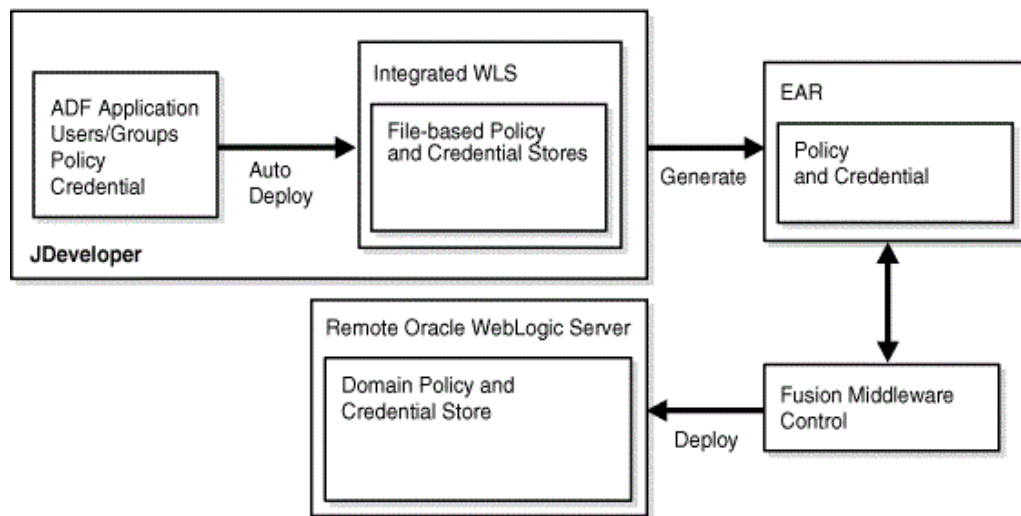 ADF Application
Users/Groups
Policy
Credential
Auto
Deploy
Integrated WLS
File-based Policy
and Credential Stores
JDeveloper
Generate
EAR
Policy
and Credential
Remote Oracle WebLogic Server
Domain Policy and
Credential Store
Deploy
Fusion Middleware
Control